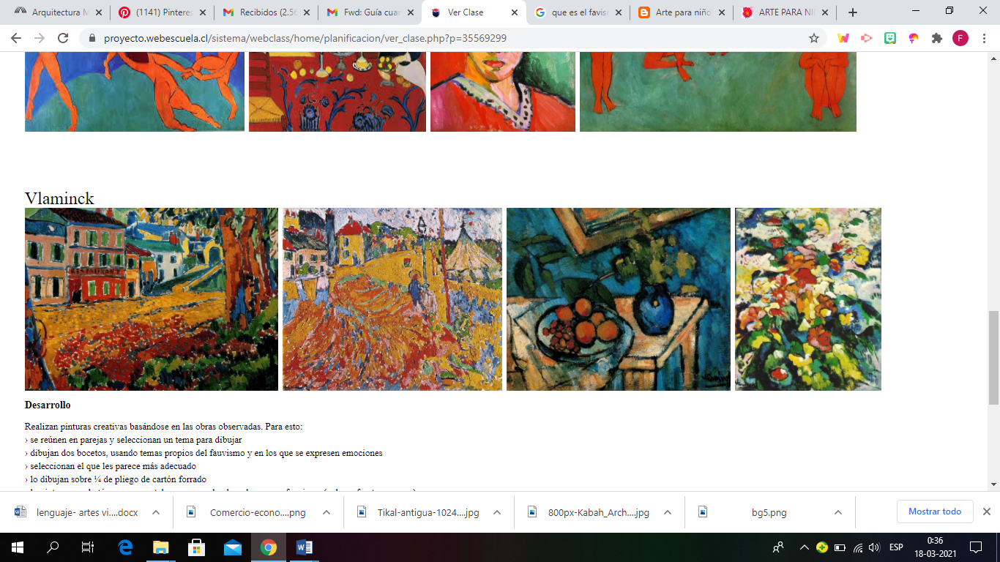 Arquitectura M
(1141) Pinteres
Recibidos (2.56
Fwd: Guía cuar
Ver Clase
que es el favis
Arte para niño
ARTE PARA NI
proyecto.webescuela.cl/sistema/webclass/home/planificacion/ver_clase.php?p=35569299
F
Vlaminck
RESTAURANT
Desarrollo
Realizan pinturas creativas basándose en las obras observadas. Para esto:
› se reúnen en parejas y seleccionan un tema para dibujar
› dibujan dos bocetos, usando temas propios del fauvismo y en los que se expresen emociones
› seleccionan el que les parece más adecuado
› lo dibujan sobre ¼ de pliego de cartón forrado
lenguaje- artes vi....docx
Comercio-econo....png
Tikal-antigua-1024....jpg
800px-Kabah_Arch....jpg
bg5.png
Mostrar todo
ESP
0:36
18-03-2021